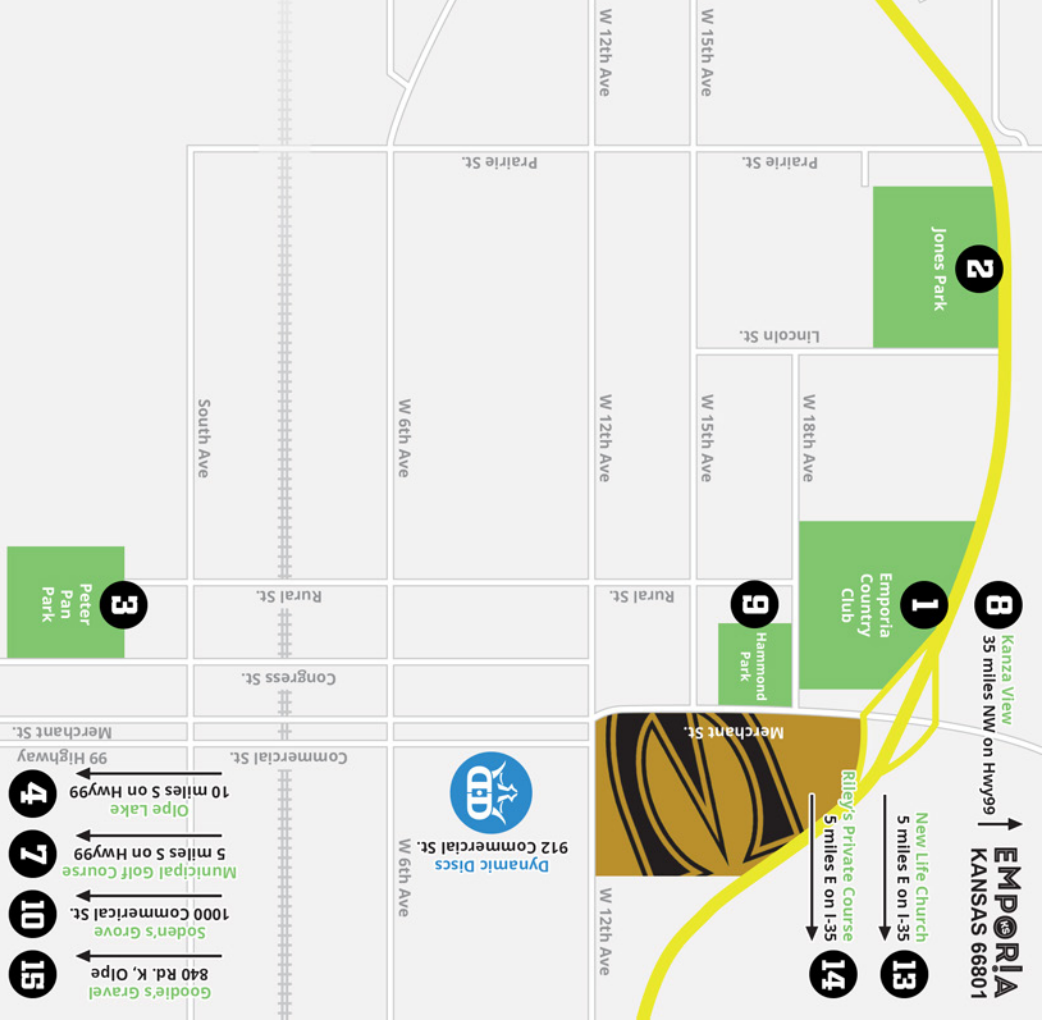 EMPORIA
KS
KANSAS 66801
8
Kanza View
35 miles NW on Hwy99
New Life Church
5 miles E on I-35
13
Riley's Private Course
5 miles E on I-35
14
2
Jones Park
1
Emporia
Country
Club
9
Hammond
Park
3
Peter
Pan
Park
W 18th Ave
W 15th Ave
W 15th Ave
W 12th Ave
W 12th Ave
W 12th Ave
W 6th Ave
W 6th Ave
South Ave
Prairie St.
Prairie St.
Lincoln St.
Rural St.
Rural St.
Congress St.
Merchant St.
Merchant St.
Commercial St.
99 Highway
DD
Dynamic Discs
912 Commercial St.
Goodie's Gravel
840 Rd. K, Olpe
15
Soden's Grove
1000 Commerical St.
10
Municipal Golf Course
5 miles S on Hwy99
7
Olpe Lake
10 miles S on Hwy99
4